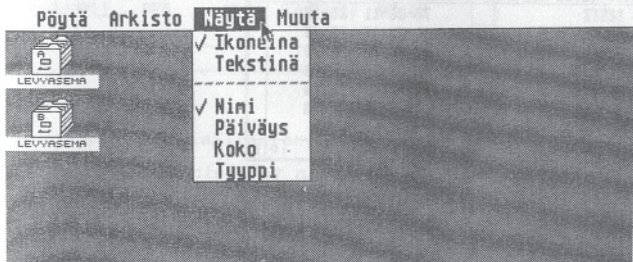 Pöytä Arkisto Näytä Muuta
✓ Ikoneina
Tekstinä
✓ Nimi
Päiväys
Koko
Tyyppi
A
LEVYASEMA
B
LEVYASEMA